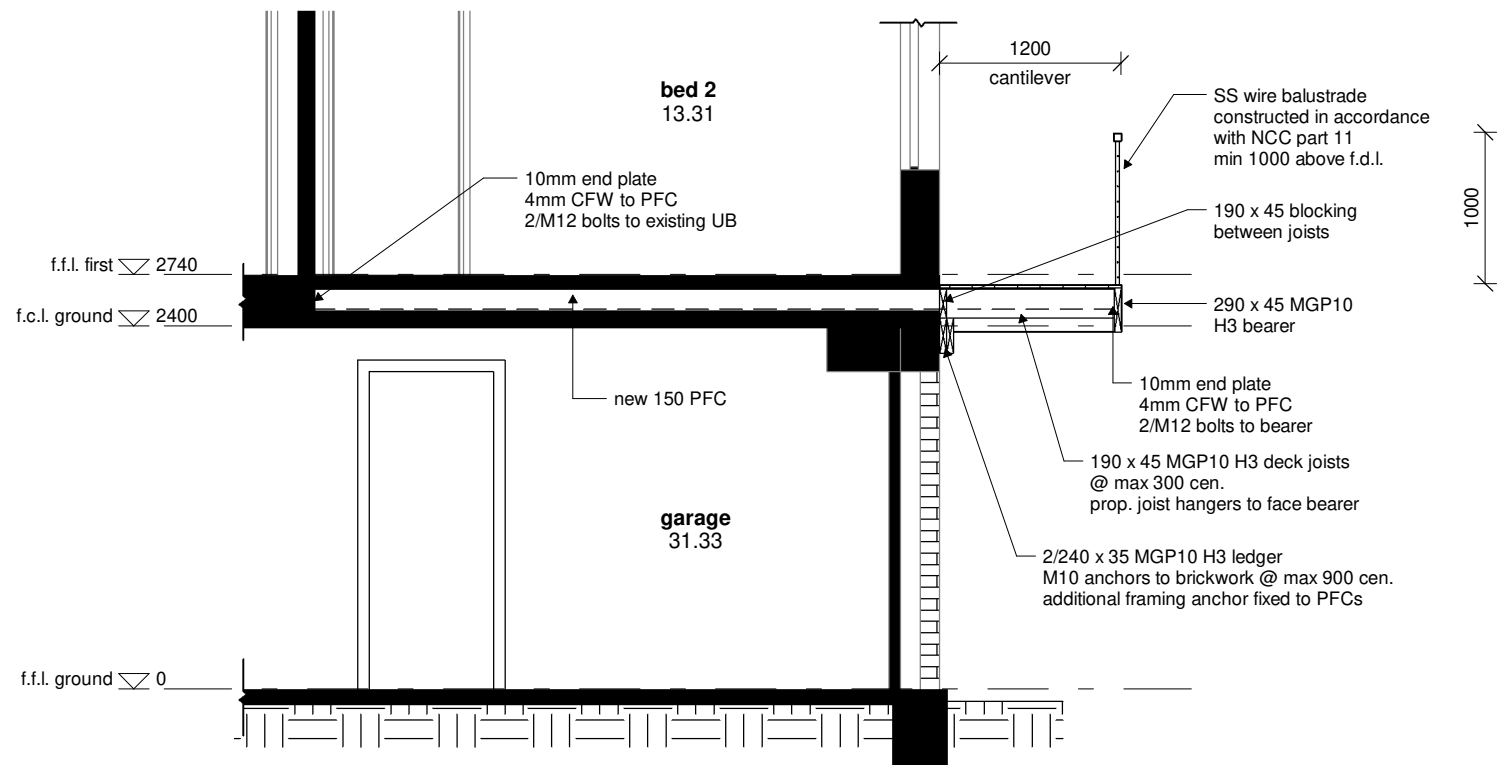 1200
cantilever
bed 2
13.31
SS wire balustrade
constructed in accordance
with NCC part 11
min 1000 above f.d.l.
10mm end plate
4mm CFW to PFC
2/M12 bolts to existing UB
190 x 45 blocking
between joists
1000
f.f.l. first 2740
f.c.l. ground 2400
290 x 45 MGP10
H3 bearer
new 150 PFC
10mm end plate
4mm CFW to PFC
2/M12 bolts to bearer
190 x 45 MGP10 H3 deck joists
@ max 300 cen.
prop. joist hangers to face bearer
garage
31.33
2/240 x 35 MGP10 H3 ledger
M10 anchors to brickwork @ max 900 cen.
additional framing anchor fixed to PFCs
f.f.l. ground 0